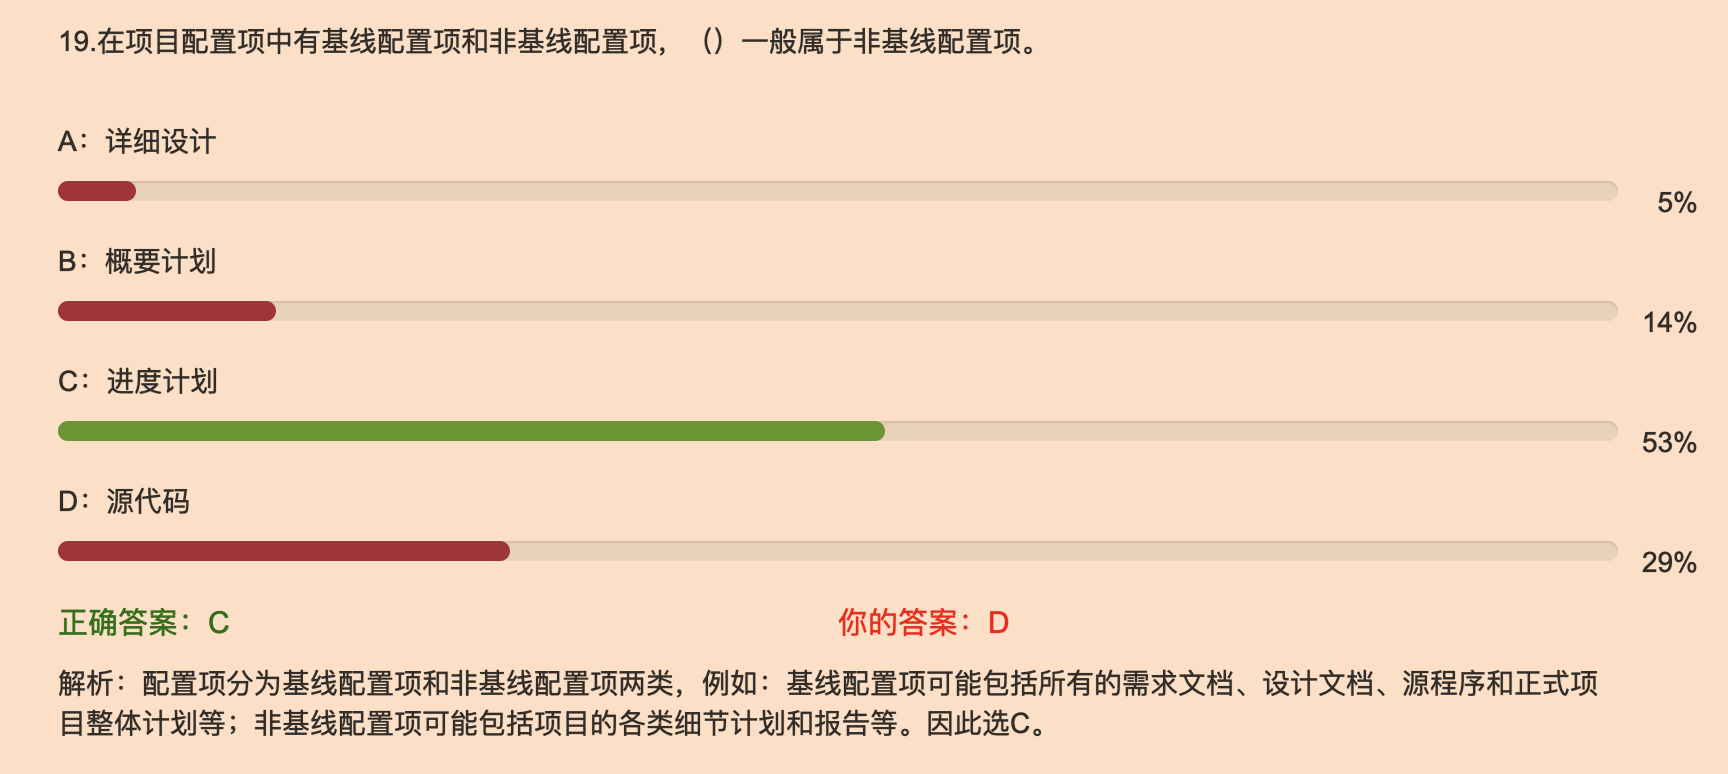 19.在项目配置项中有基线配置项和非基线配置项，（）一般属于非基线配置项。
A：详细设计
5%
B：概要计划
14%
C：进度计划
53%
D：源代码
29%
正确答案：C 你的答案：D
解析：配置项分为基线配置项和非基线配置项两类，例如：基线配置项可能包括所有的需求文档、设计文档、源程序和正式项
目整体计划等；非基线配置项可能包括项目的各类细节计划和报告等。因此选C。